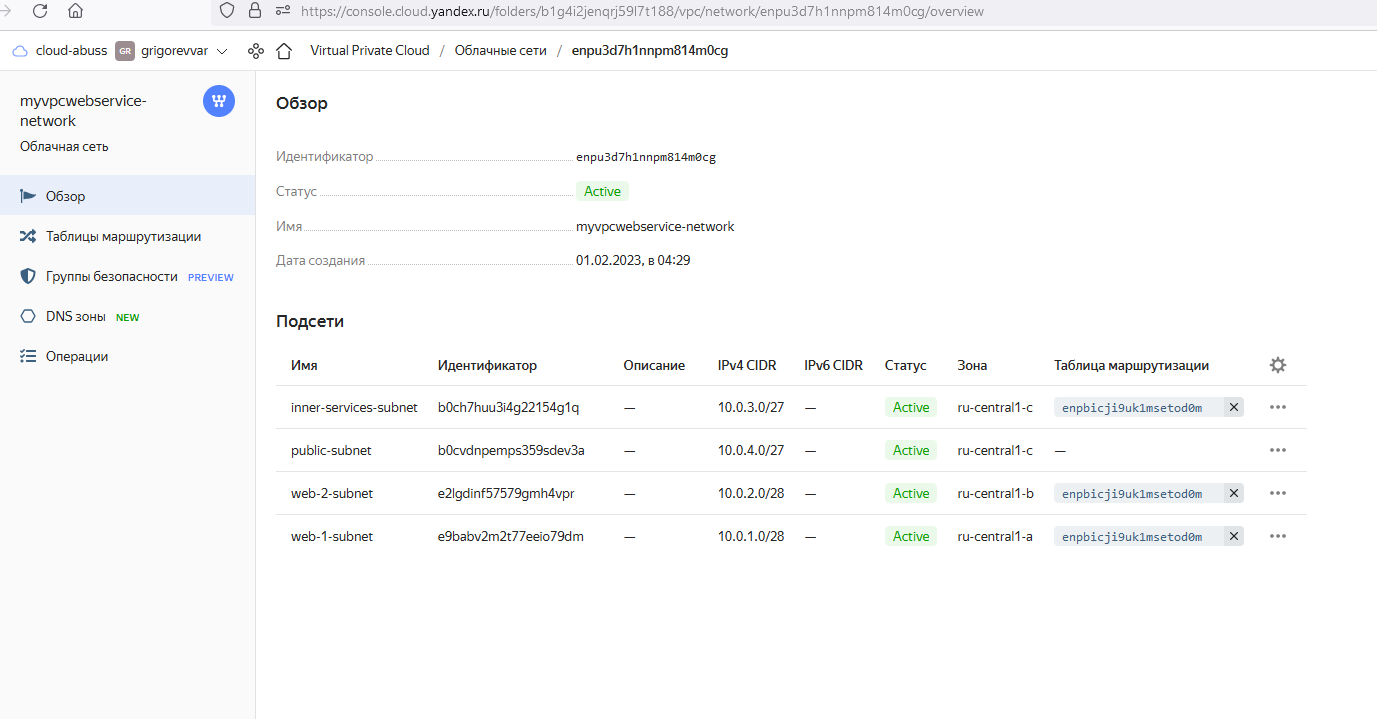 https://console.cloud.yandex.ru/folders/b1g4i2jenqrj59l7t188/vpc/network/enpu3d7h1nnpm814m0cg/overview
cloud-abuss GR grigorevvar Virtual Private Cloud / Облачные сети / enpu3d7h1nnpm814m0cg
myvpcwebservice-
network
Облачная сеть
Обзор
Таблицы маршрутизации
Группы безопасности PREVIEW
DNS зоны NEW
Операции
Обзор
Идентификатор enpu3d7h1nnpm814m0cg
Статус Active
Имя myvpcwebservice-network
Дата создания 01.02.2023, в 04:29
Подсети
Имя Идентификатор Описание IPv4 CIDR IPv6 CIDR Статус Зона Таблица маршрутизации
inner-services-subnet b0ch7huu3i4g22154g1q — 10.0.3.0/27 — Active ru-central1-c enpbicji9uk1msetod0m
public-subnet b0cvdnpemps359sdev3a — 10.0.4.0/27 — Active ru-central1-c —
web-2-subnet e2lgdinf57579gmh4vpr — 10.0.2.0/28 — Active ru-central1-b enpbicji9uk1msetod0m
web-1-subnet e9babv2m2t77eeio79dm — 10.0.1.0/28 — Active ru-central1-a enpbicji9uk1msetod0m